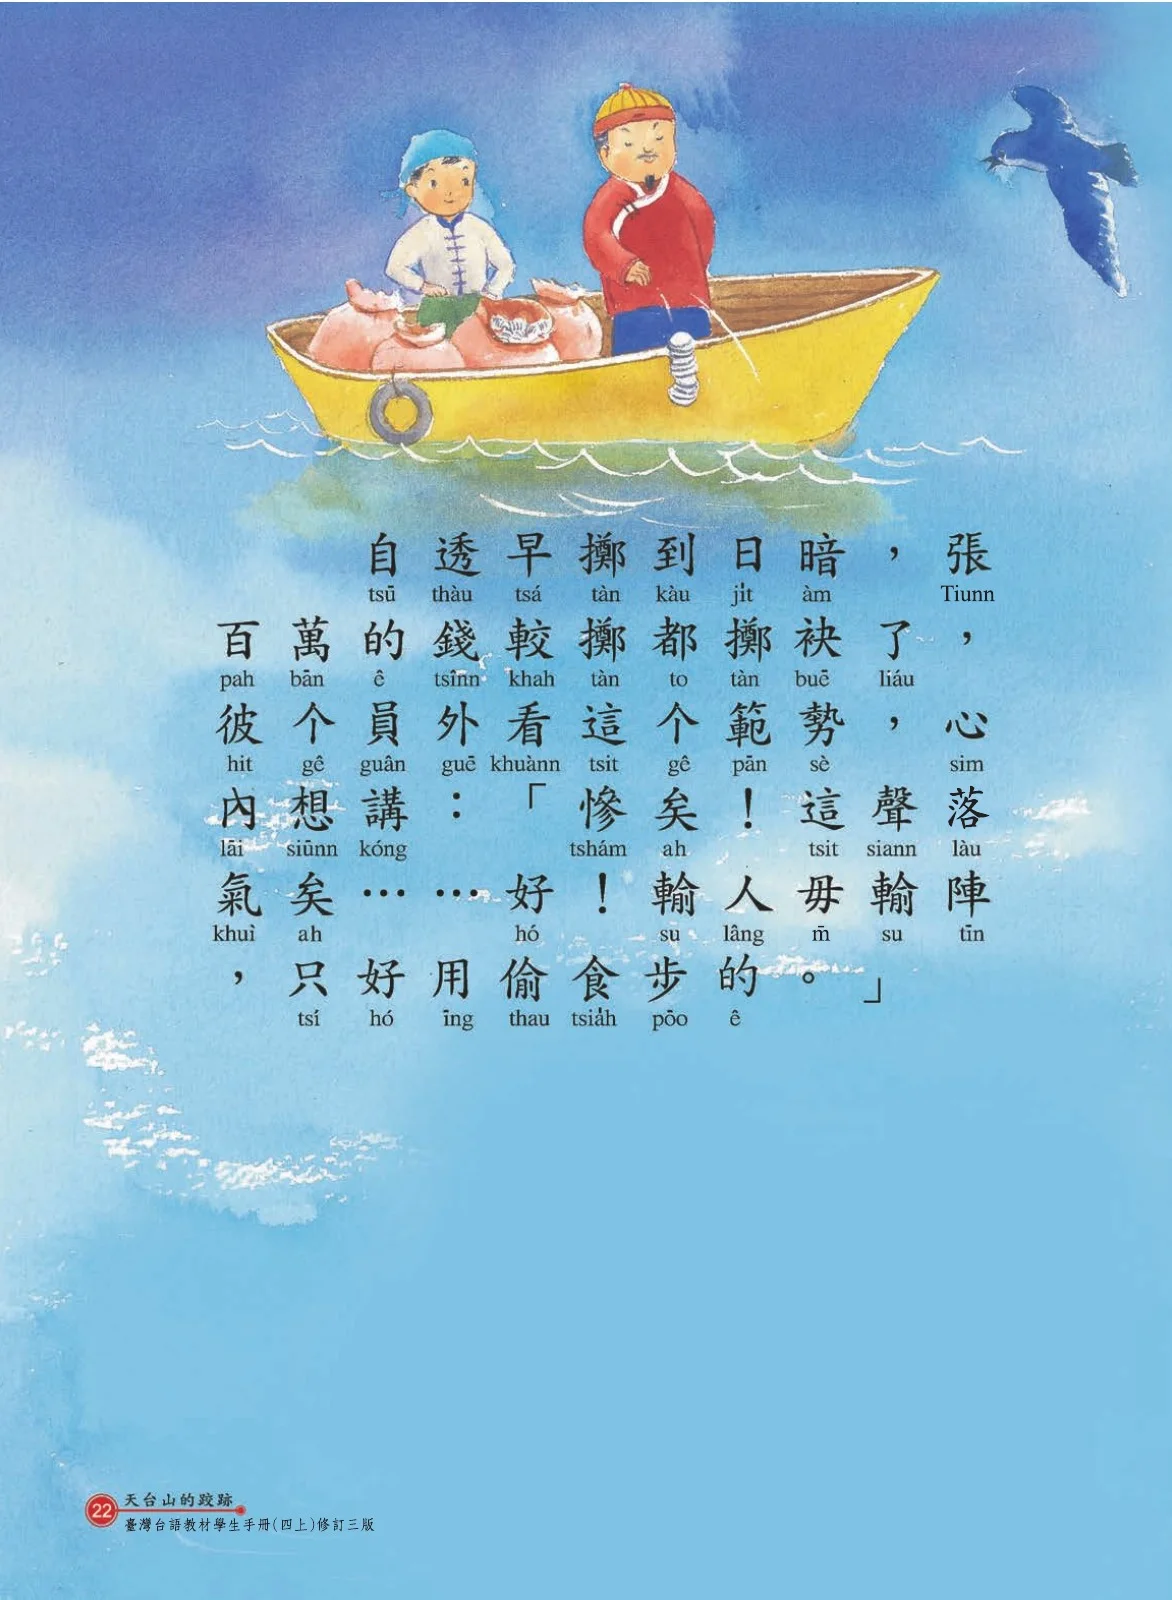 自透早擲到日暗，張
tsū thàu tsá tàn kàu ji̍t àm Tiunn
百萬的錢較擲都擲袂了，
pah bān ê tsînn khah tàn to tàn buē liáu
彼个員外看這个範勢，心
hit gê guân guē khuànn tsit gê pān sè sim
內想講：「慘矣！這聲落
lāi siūnn kóng tshám ah tsit siann làu
氣矣……好！輸人毋輸陣
khuì ah hó su lâng m̄ su tīn
，只好用偷食步的。」
tsí hó īng thau tsia̍h pōo ê
22 天台山的跤跡
臺灣台語教材學生手冊(四上)修訂三版